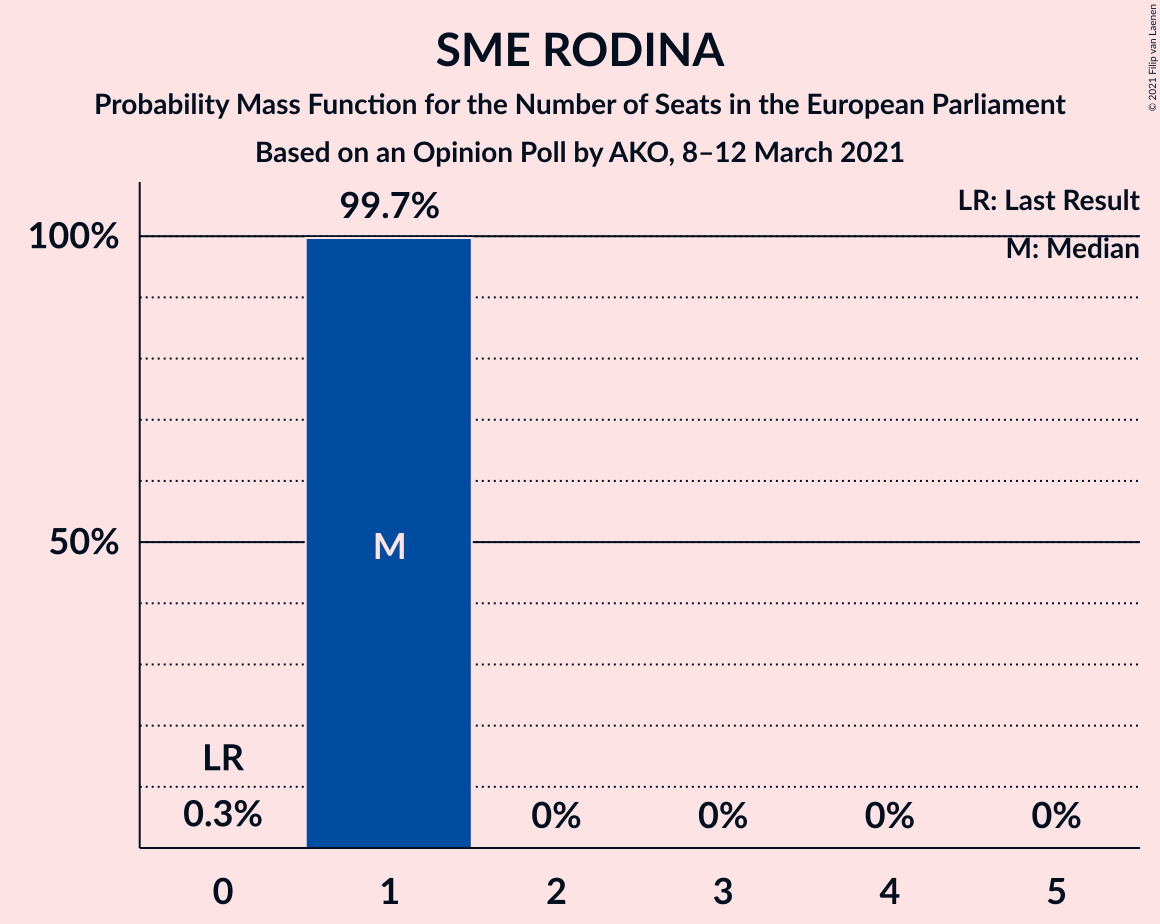 SME RODINA
Probability Mass Function for the Number of Seats in the European Parliament
Based on an Opinion Poll by AKO, 8–12 March 2021
© 2021 Filip van Laenen
LR: Last Result
M: Median
99.7%
100%
50%
M
LR
0.3%
0%
0%
0%
0%
0 1 2 3 4 5